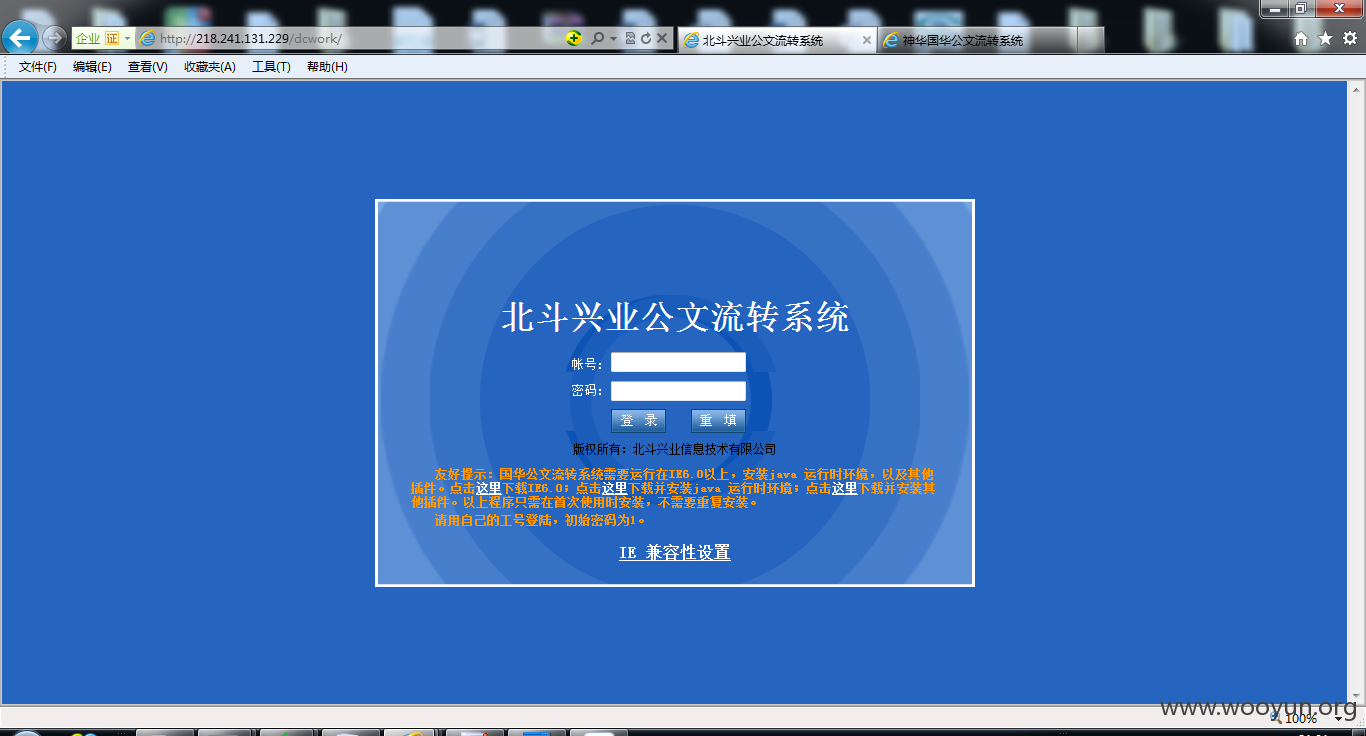 企业 证 http://218.241.131.229/dcwork/ 北斗兴业公文流转系统 神华国华公文流转系统
文件(F) 编辑(E) 查看(V) 收藏夹(A) 工具(T) 帮助(H)
北斗兴业公文流转系统
帐号：
密码：
登 录 重 填
版权所有：北斗兴业信息技术有限公司
友好提示：国华公文流转系统需要运行在IE6.0以上，安装java 运行时环境，以及其他
插件。点击这里下载IE6.0；点击这里下载并安装java 运行时环境；点击这里下载并安装其
他插件。以上程序只需在首次使用时安装，不需要重复安装。
请用自己的工号登陆，初始密码为1。
IE 兼容性设置
www.wooyun.org
100%